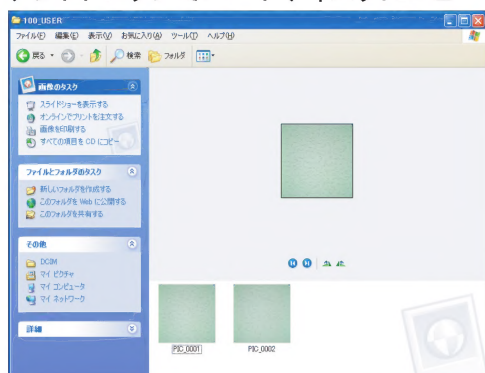 100_USER
ファイル(F) 編集(E) 表示(V) お気に入り(A) ツール(T) ヘルプ(H)
戻る 検索 フォルダ
画像のタスク
スライドショーを表示する
オンラインでプリントを注文する
画像を印刷する
すべての項目を CD にコピー
ファイルとフォルダのタスク
新しいフォルダを作成する
このフォルダを Web に公開する
このフォルダを共有する
その他
DCIM
マイ ピクチャ
マイ コンピュータ
マイ ネットワーク
詳細
PIC_0001 PIC_0002